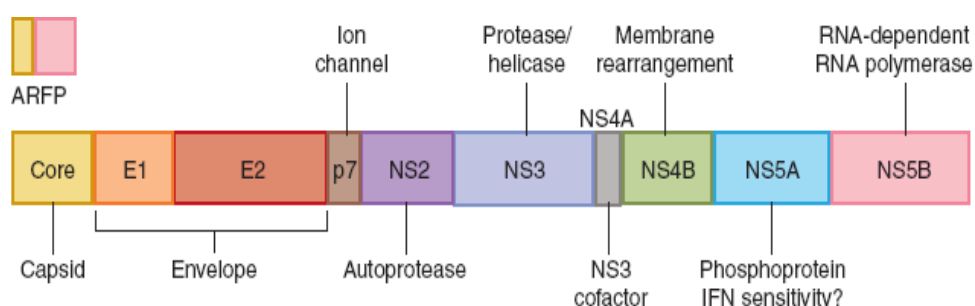 ARFP
Ion
channel
Protease/
helicase
Membrane
rearrangement
RNA-dependent
RNA polymerase
NS4A
Core
E1
E2
p7
NS2
NS3
NS4B
NS5A
NS5B
Capsid
Envelope
Autoprotease
NS3
cofactor
Phosphoprotein
IFN sensitivity?